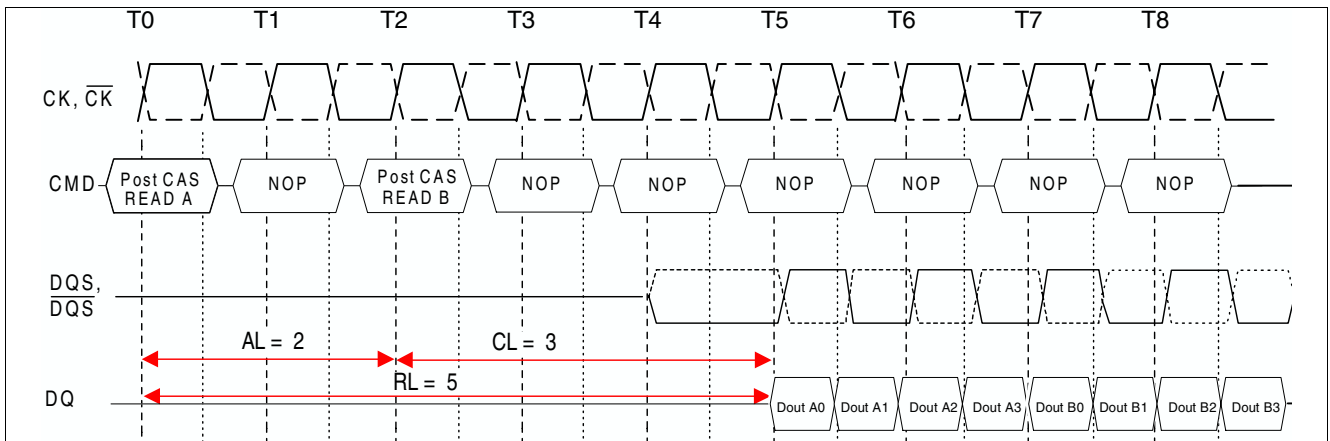 T0 T1 T2 T3 T4 T5 T6 T7 T8
CK, C̅K̅
CMD
Post CAS
READ A
NOP
Post CAS
READ B
NOP
NOP
NOP
NOP
NOP
NOP
DQS,
D̅Q̅S̅
AL = 2
CL = 3
RL = 5
DQ
Dout A0 Dout A1 Dout A2 Dout A3 Dout B0 Dout B1 Dout B2 Dout B3